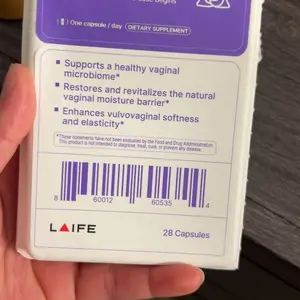 begins
One capsule / day DIETARY SUPPLEMENT
▪ Supports a healthy vaginal
microbiome*
▪ Restores and revitalizes the natural
vaginal moisture barrier*
▪ Enhances vulvovaginal softness
and elasticity*
*These statements have not been evaluated by the Food and Drug Administration.
This product is not intended to diagnose, treat, cure, or prevent any disease.
8 60012 60535 4
LAIFE
28 Capsules